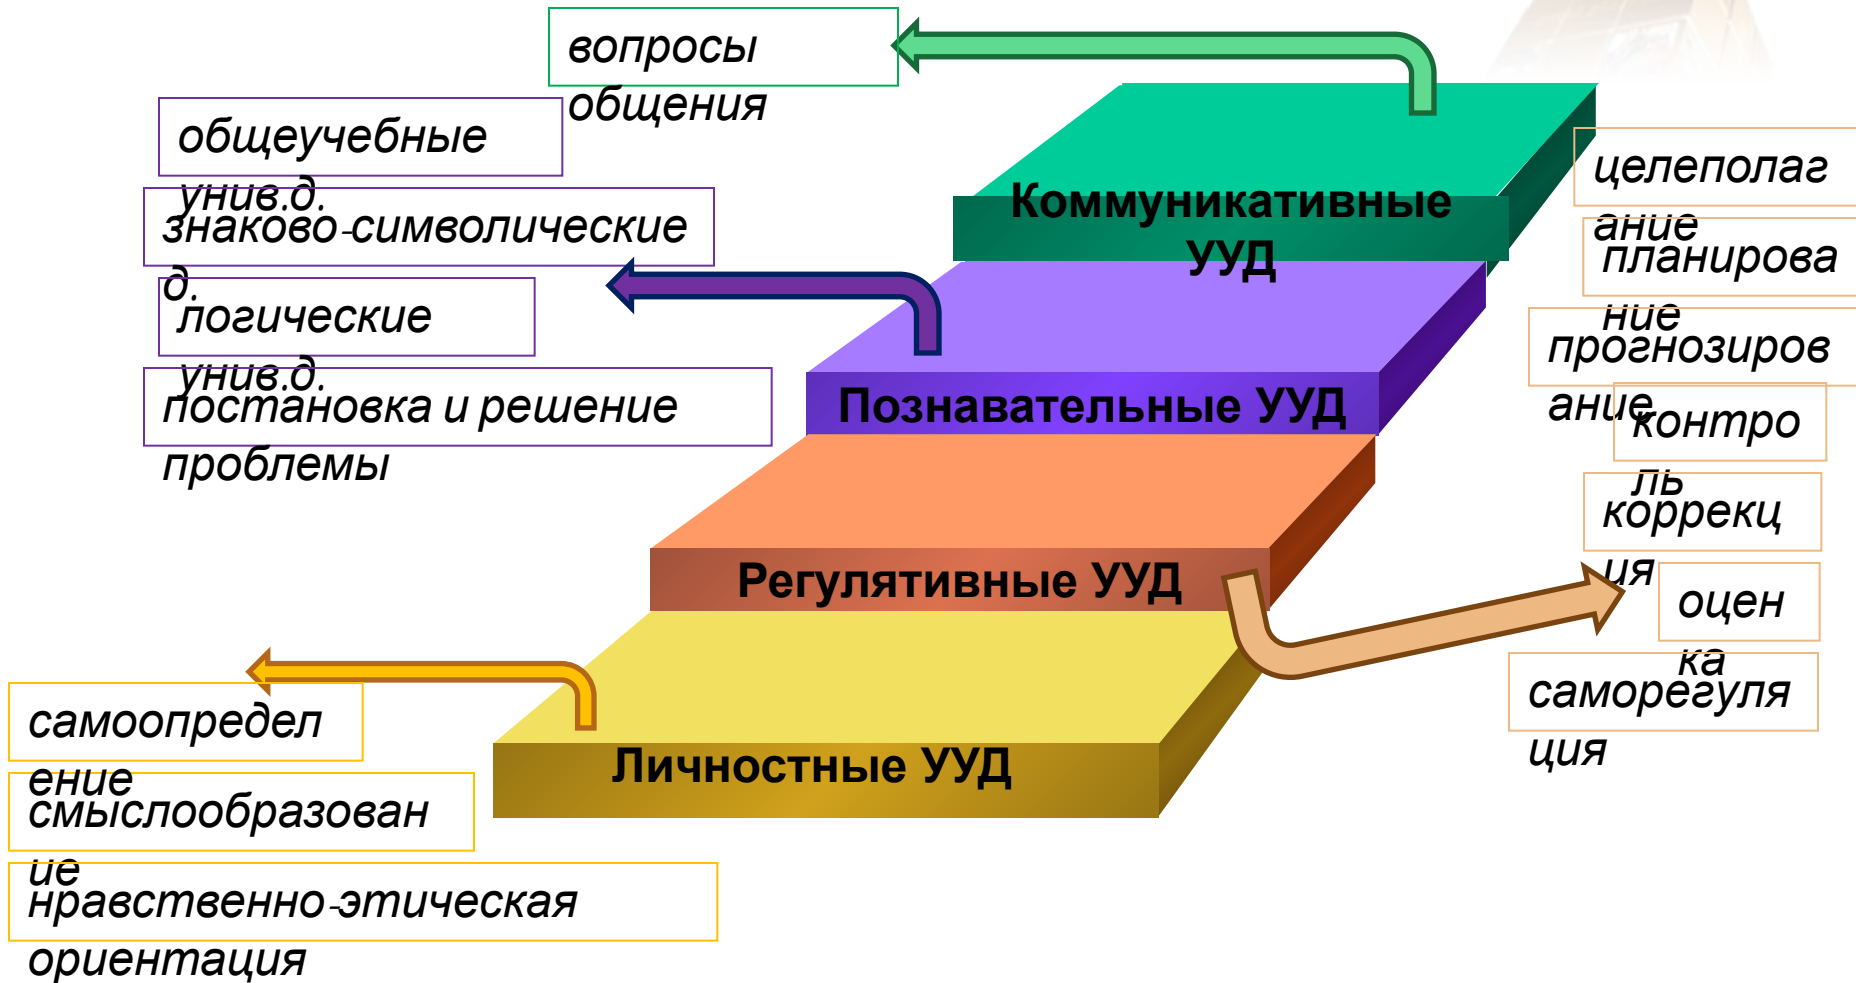 вопросы
общения
общеучебные
унив.д.
знаково-символические
д.
логические
унив.д.
постановка и решение
проблемы
Коммуникативные
УУД
Познавательные УУД
Регулятивные УУД
Личностные УУД
целеполаг
ание
планирова
ние
прогнозиров
ание
контро
ль
коррекц
ия
оцен
ка
саморегуля
ция
самоопредел
ение
смыслообразован
ие
нравственно-этическая
ориентация